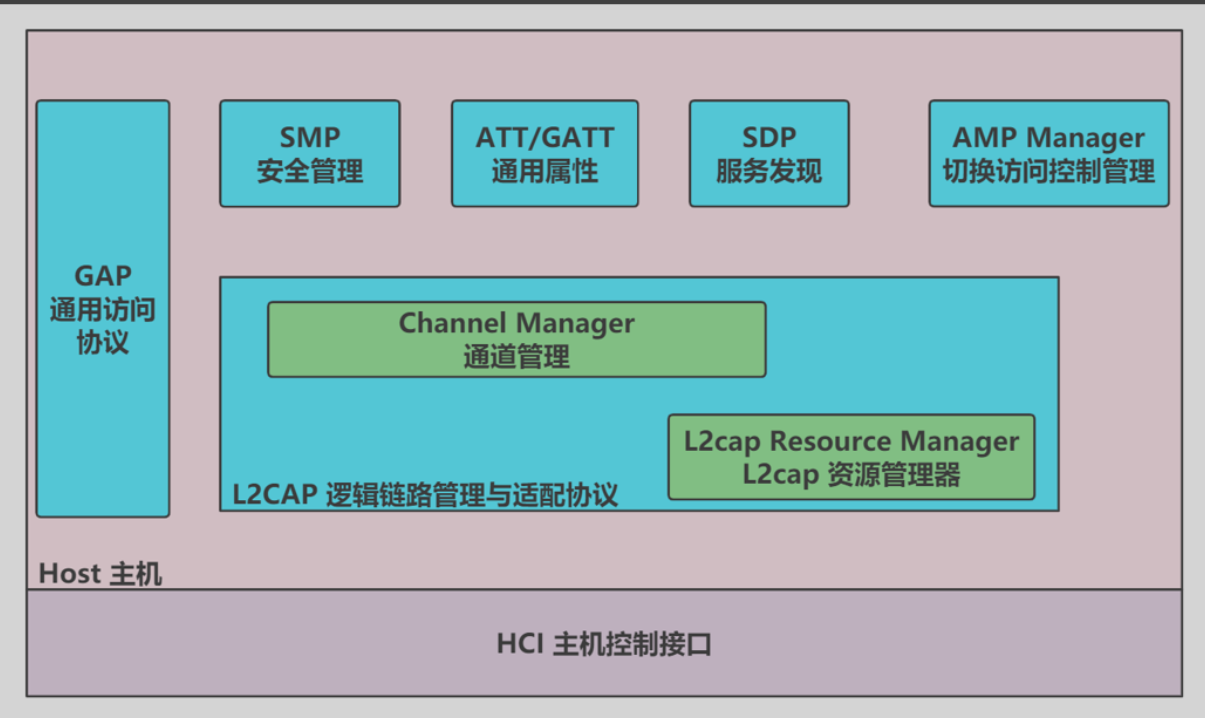 GAP
通用访问
协议
SMP
安全管理
ATT/GATT
通用属性
SDP
服务发现
AMP Manager
切换访问控制管理
Channel Manager
通道管理
L2cap Resource Manager
L2cap 资源管理器
L2CAP 逻辑链路管理与适配协议
Host 主机
HCI 主机控制接口